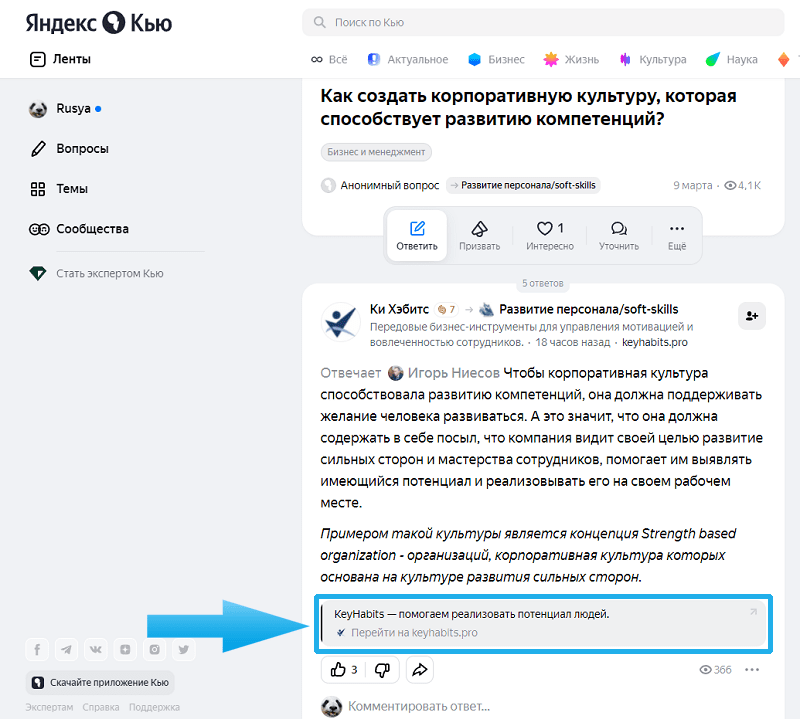 Яндекс Кью
Поиск по Кью
Ленты
Всё Актуальное Бизнес Жизнь Культура Наука
Rusya
Вопросы
Темы
Сообщества
Стать экспертом Кью
Как создать корпоративную культуру, которая
способствует развитию компетенций?
Бизнес и менеджмент
Анонимный вопрос → Развитие персонала/soft-skills 9 марта · 4,1K
Ответить Призвать 1 Интересно Уточнить Ещё
5 ответов
Ки Хэбитс 7 → Развитие персонала/soft-skills
Передовые бизнес-инструменты для управления мотивацией и
вовлеченностью сотрудников. · 18 часов назад · keyhabits.pro
Отвечает Игорь Ниесов Чтобы корпоративная культура
способствовала развитию компетенций, она должна поддерживать
желание человека развиваться. А это значит, что она должна
содержать в себе посыл, что компания видит своей целью развитие
сильных сторон и мастерства сотрудников, помогает им выявлять
имеющийся потенциал и реализовывать его на своем рабочем
месте.
Примером такой культуры является концепция Strength based
organization - организаций, корпоративная культура которых
основана на культуре развития сильных сторон.
KeyHabits — помогаем реализовать потенциал людей.
Перейти на keyhabits.pro
3 366
Комментировать ответ...
Скачайте приложение Кью
Экспертам Справка Поддержка